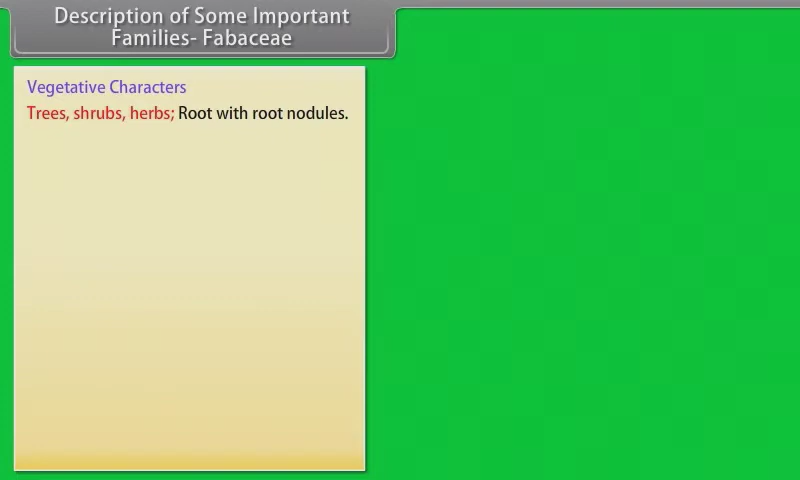 Description of Some Important
Families- Fabaceae
Vegetative Characters
Trees, shrubs, herbs; Root with root nodules.